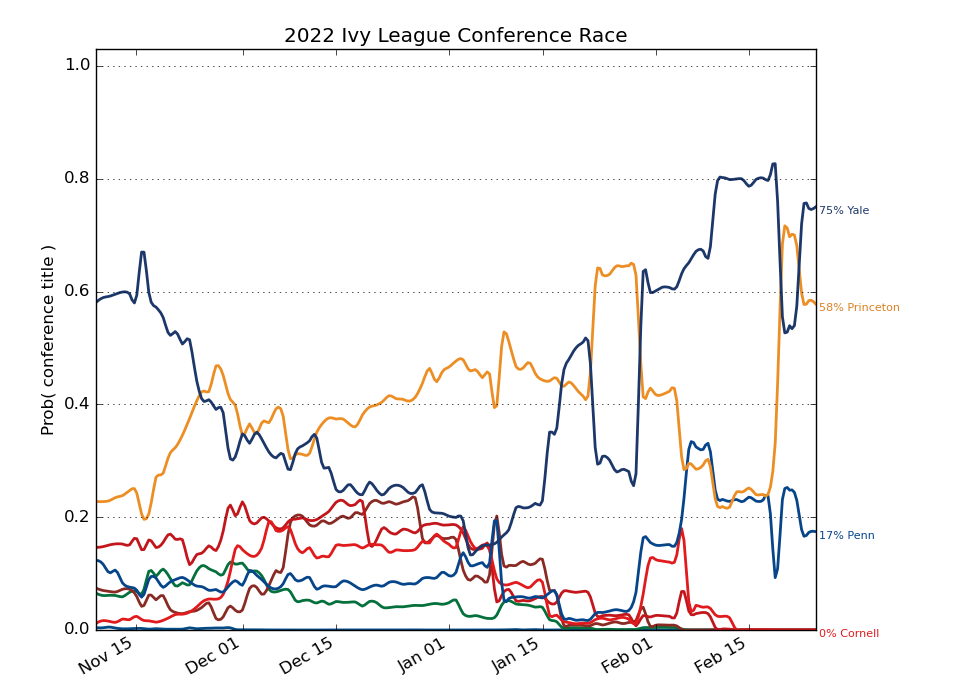 2022 Ivy League Conference Race
1.0
0.8
0.6
0.4
0.2
0.0
Prob( conference title )
75% Yale
58% Princeton
17% Penn
0% Cornell
Nov 15
Dec 01
Dec 15
Jan 01
Jan 15
Feb 01
Feb 15